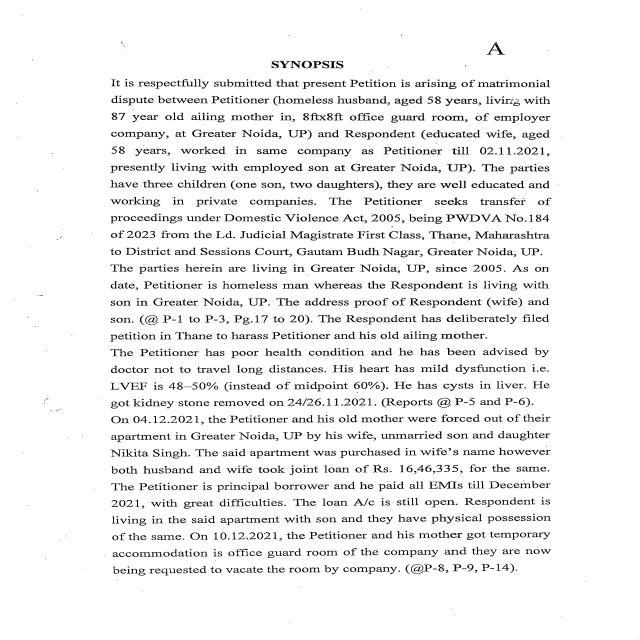 A
SYNOPSIS
It is respectfully submitted that present Petition is arising of matrimonial
dispute between Petitioner (homeless husband, aged 58 years, living with
87 year old ailing mother in, 8ftx8ft office guard room, of employer
company, at Greater Noida, UP) and Respondent (educated wife, aged
58 years, worked in same company as Petitioner till 02.11.2021,
presently living with employed son at Greater Noida, UP). The parties
have three children (one son, two daughters), they are well educated and
working in private companies. The Petitioner seeks transfer of
proceedings under Domestic Violence Act, 2005, being PWDVA No.184
of 2023 from the Ld. Judicial Magistrate First Class, Thane, Maharashtra
to District and Sessions Court, Gautam Budh Nagar, Greater Noida, UP.
The parties herein are living in Greater Noida, UP, since 2005. As on
date, Petitioner is homeless man whereas the Respondent is living with
son in Greater Noida, UP. The address proof of Respondent (wife) and
son. (@ P-1 to P-3, Pg.17 to 20). The Respondent has deliberately filed
petition in Thane to harass Petitioner and his old ailing mother.
The Petitioner has poor health condition and he has been advised by
doctor not to travel long distances. His heart has mild dysfunction i.e.
LVEF is 48–50% (instead of midpoint 60%). He has cysts in liver. He
got kidney stone removed on 24/26.11.2021. (Reports @ P-5 and P-6).
On 04.12.2021, the Petitioner and his old mother were forced out of their
apartment in Greater Noida, UP by his wife, unmarried son and daughter
Nikita Singh. The said apartment was purchased in wife's name however
both husband and wife took joint loan of Rs. 16,46,335, for the same.
The Petitioner is principal borrower and he paid all EMIs till December
2021, with great difficulties. The loan A/c is still open. Respondent is
living in the said apartment with son and they have physical possession
of the same. On 10.12.2021, the Petitioner and his mother got temporary
accommodation is office guard room of the company and they are now
being requested to vacate the room by company. (@P-8, P-9, P-14).